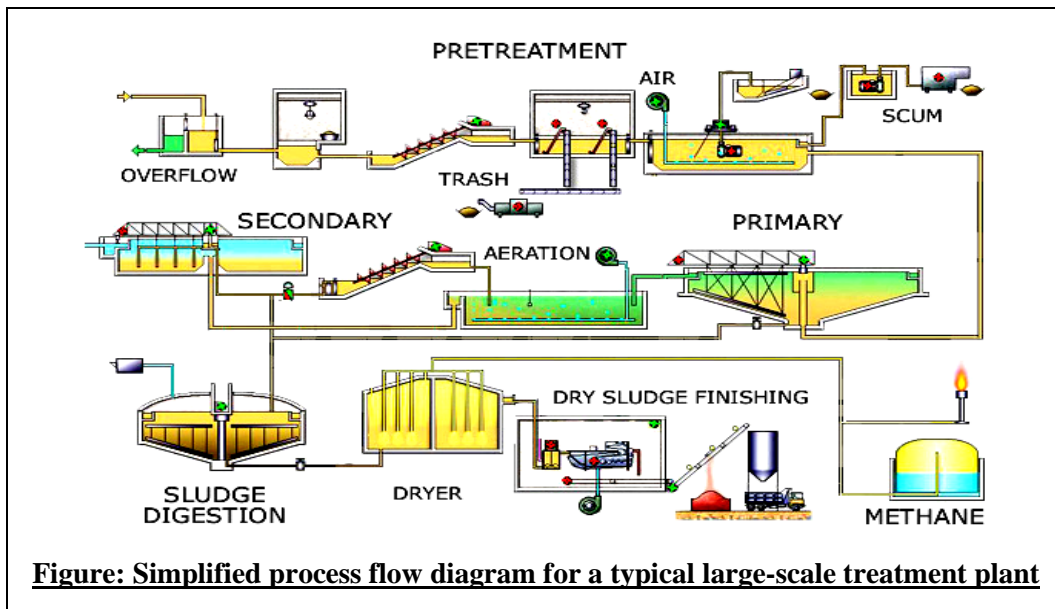 PRETREATMENT
AIR
SCUM
OVERFLOW
TRASH
SECONDARY
PRIMARY
AERATION
DRY SLUDGE FINISHING
SLUDGE
DIGESTION
DRYER
METHANE
Figure: Simplified process flow diagram for a typical large-scale treatment plant